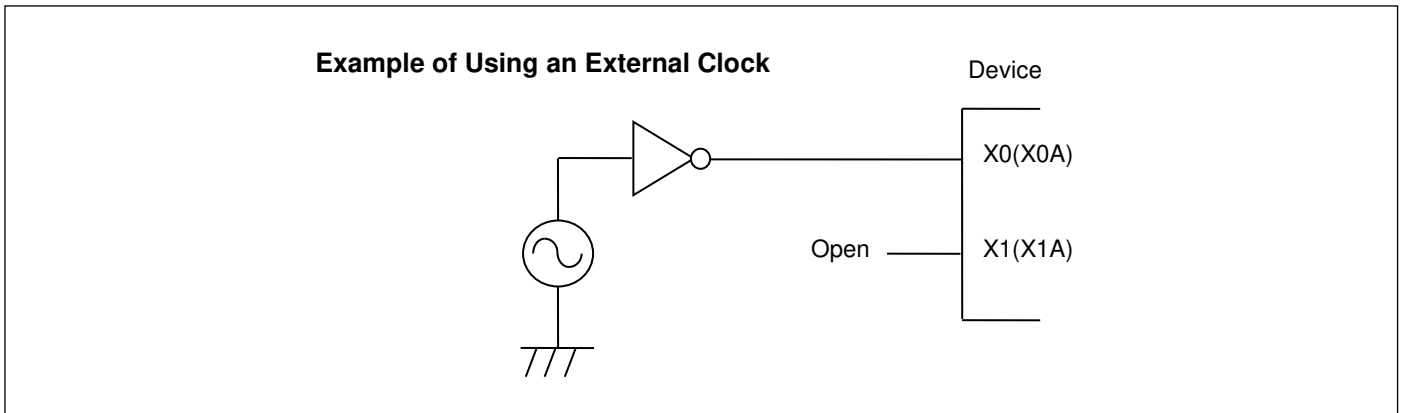 Example of Using an External Clock
Device
X0(X0A)
Open
X1(X1A)